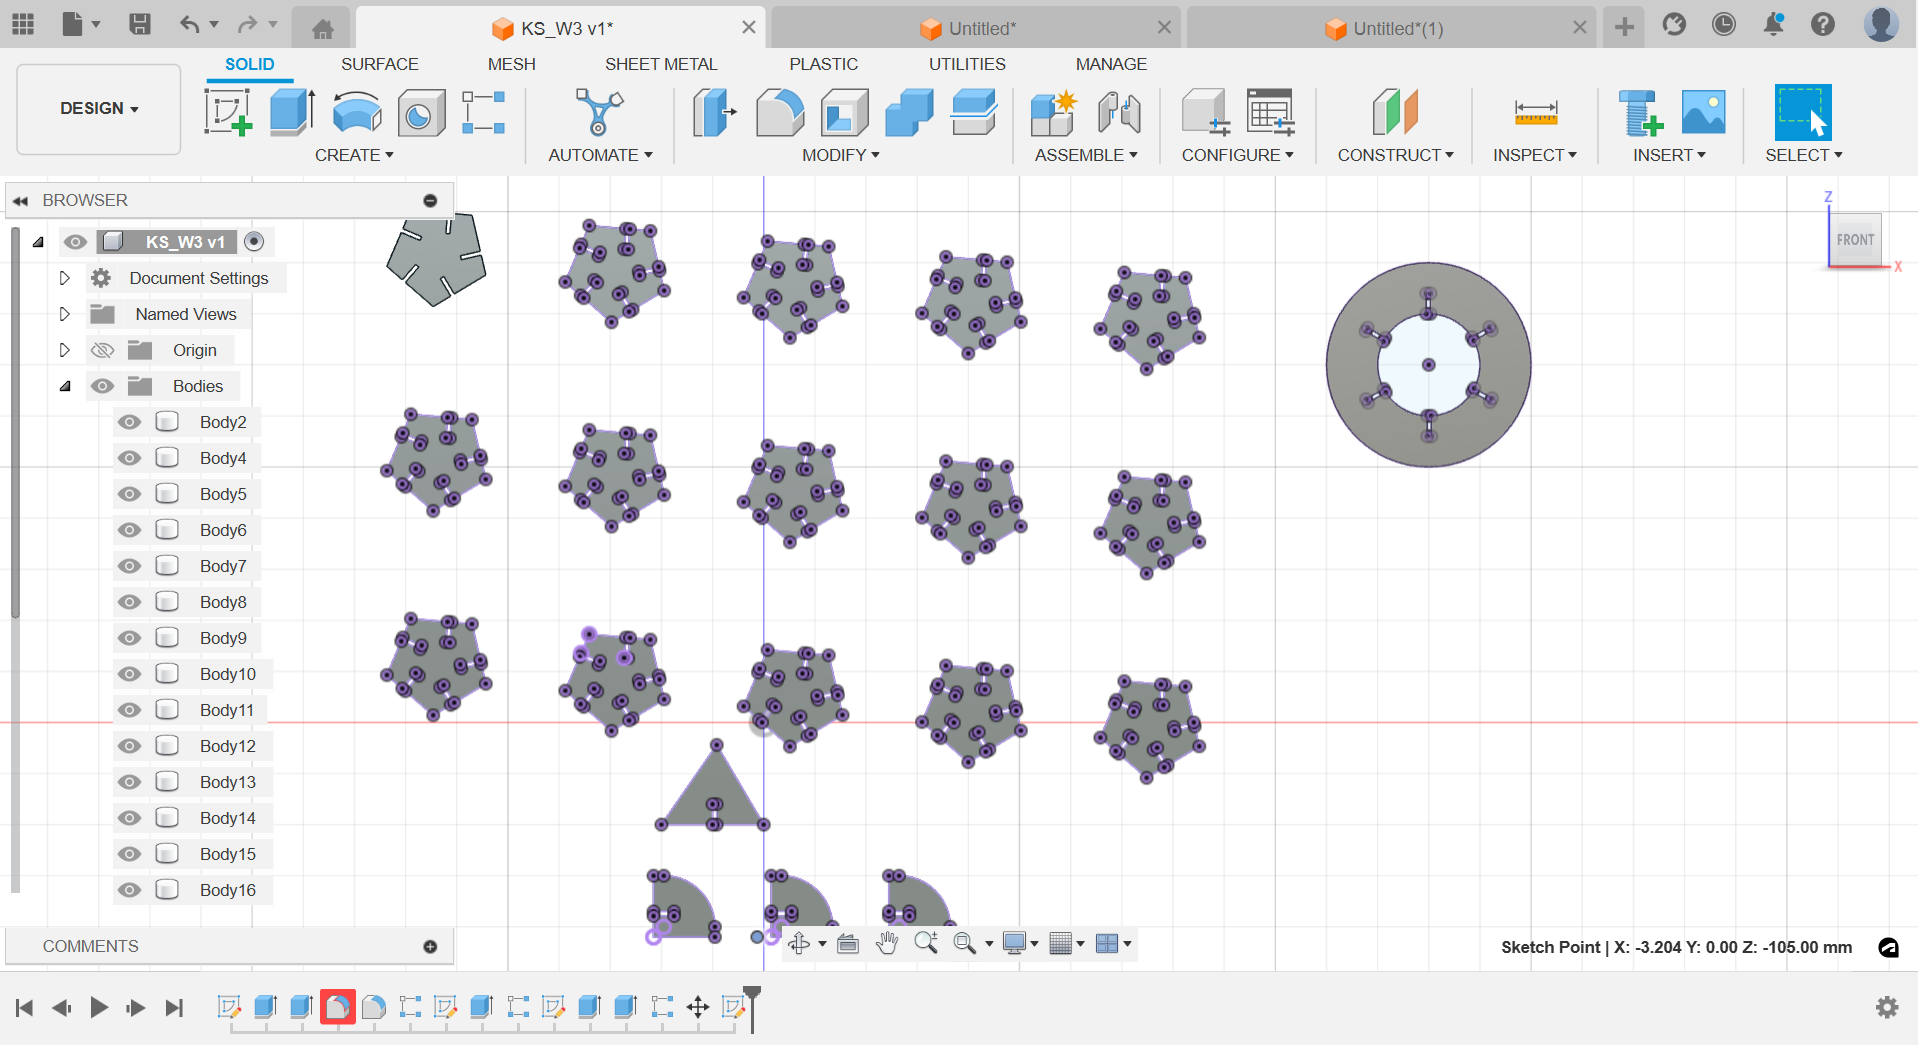 KS_W3 v1*
Untitled*
Untitled*(1)
DESIGN
SOLID
SURFACE
MESH
SHEET METAL
PLASTIC
UTILITIES
MANAGE
CREATE
AUTOMATE
MODIFY
ASSEMBLE
CONFIGURE
CONSTRUCT
INSPECT
INSERT
SELECT
BROWSER
KS_W3 v1
Document Settings
Named Views
Origin
Bodies
Body2
Body4
Body5
Body6
Body7
Body8
Body9
Body10
Body11
Body12
Body13
Body14
Body15
Body16
Z
FRONT
X
COMMENTS
Sketch Point | X: -3.204 Y: 0.00 Z: -105.00 mm